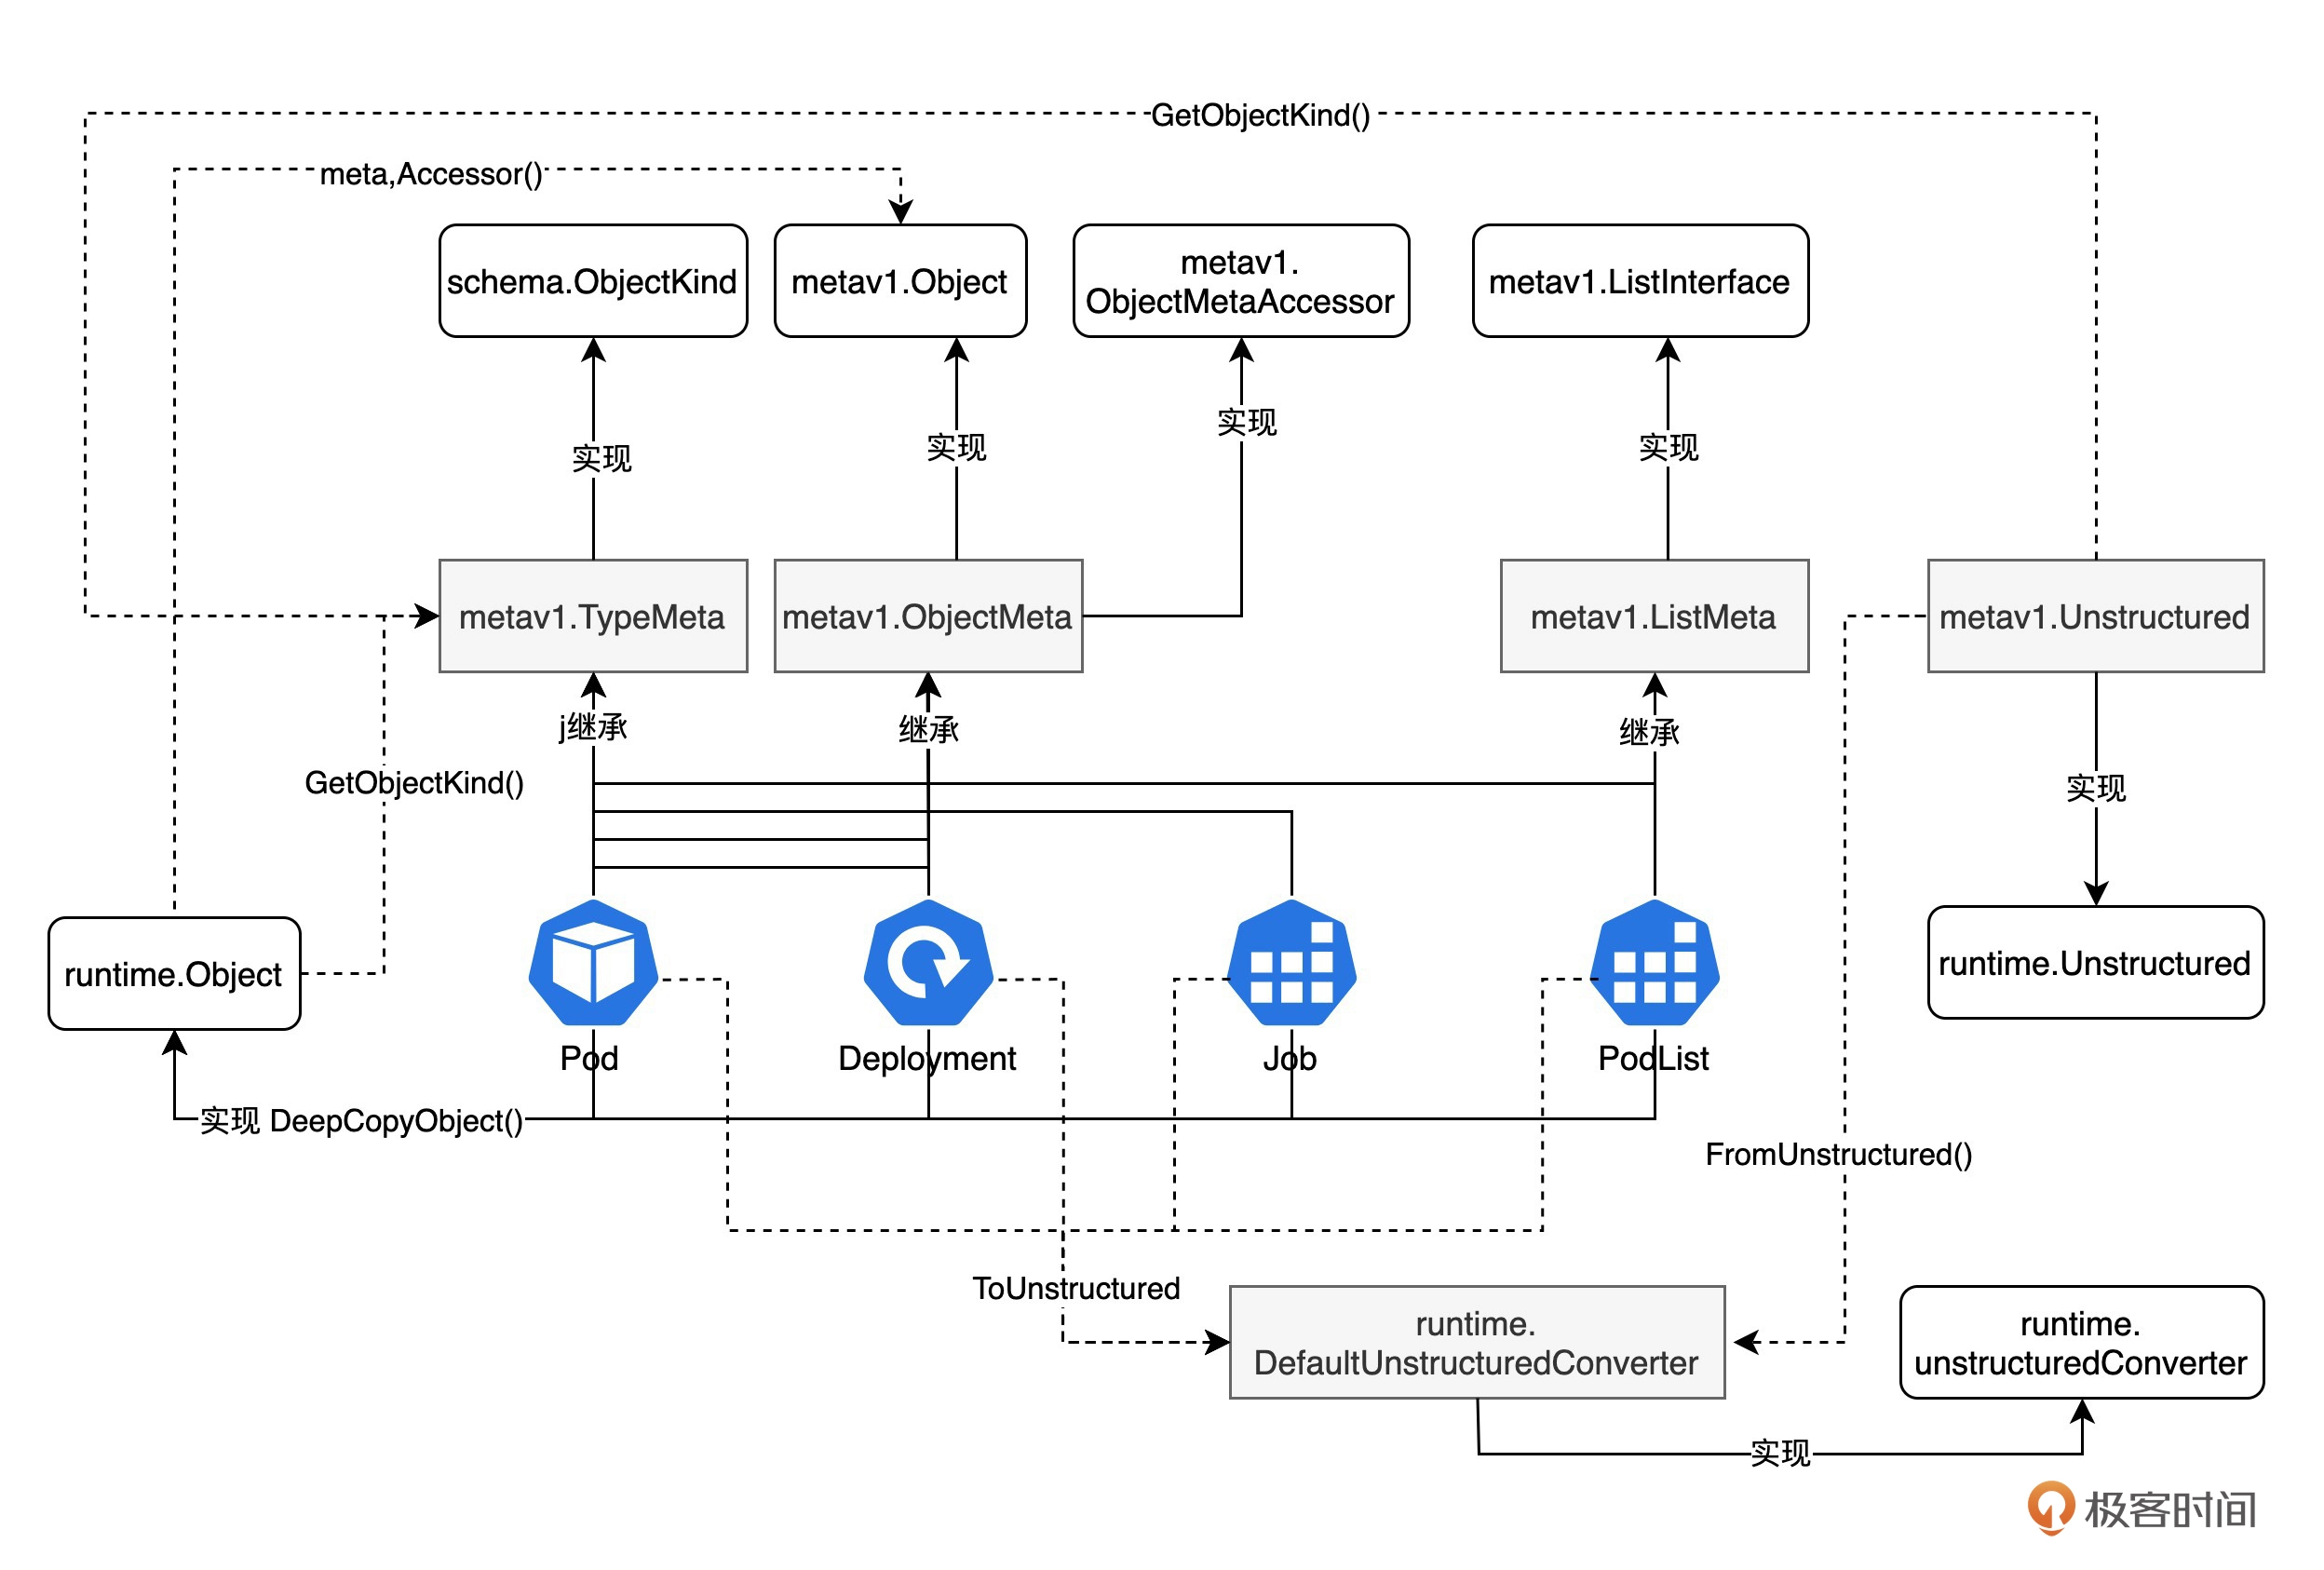 GetObjectKind()
meta,Accessor()
schema.ObjectKind
metav1.Object
metav1.
ObjectMetaAccessor
metav1.ListInterface
实现
实现
实现
实现
metav1.TypeMeta
metav1.ObjectMeta
metav1.ListMeta
metav1.Unstructured
j继承
继承
继承
GetObjectKind()
实现
runtime.Object
runtime.Unstructured
Pod
Deployment
Job
PodList
实现 DeepCopyObject()
FromUnstructured()
ToUnstructured
runtime.
DefaultUnstructuredConverter
runtime.
unstructuredConverter
实现
极客时间